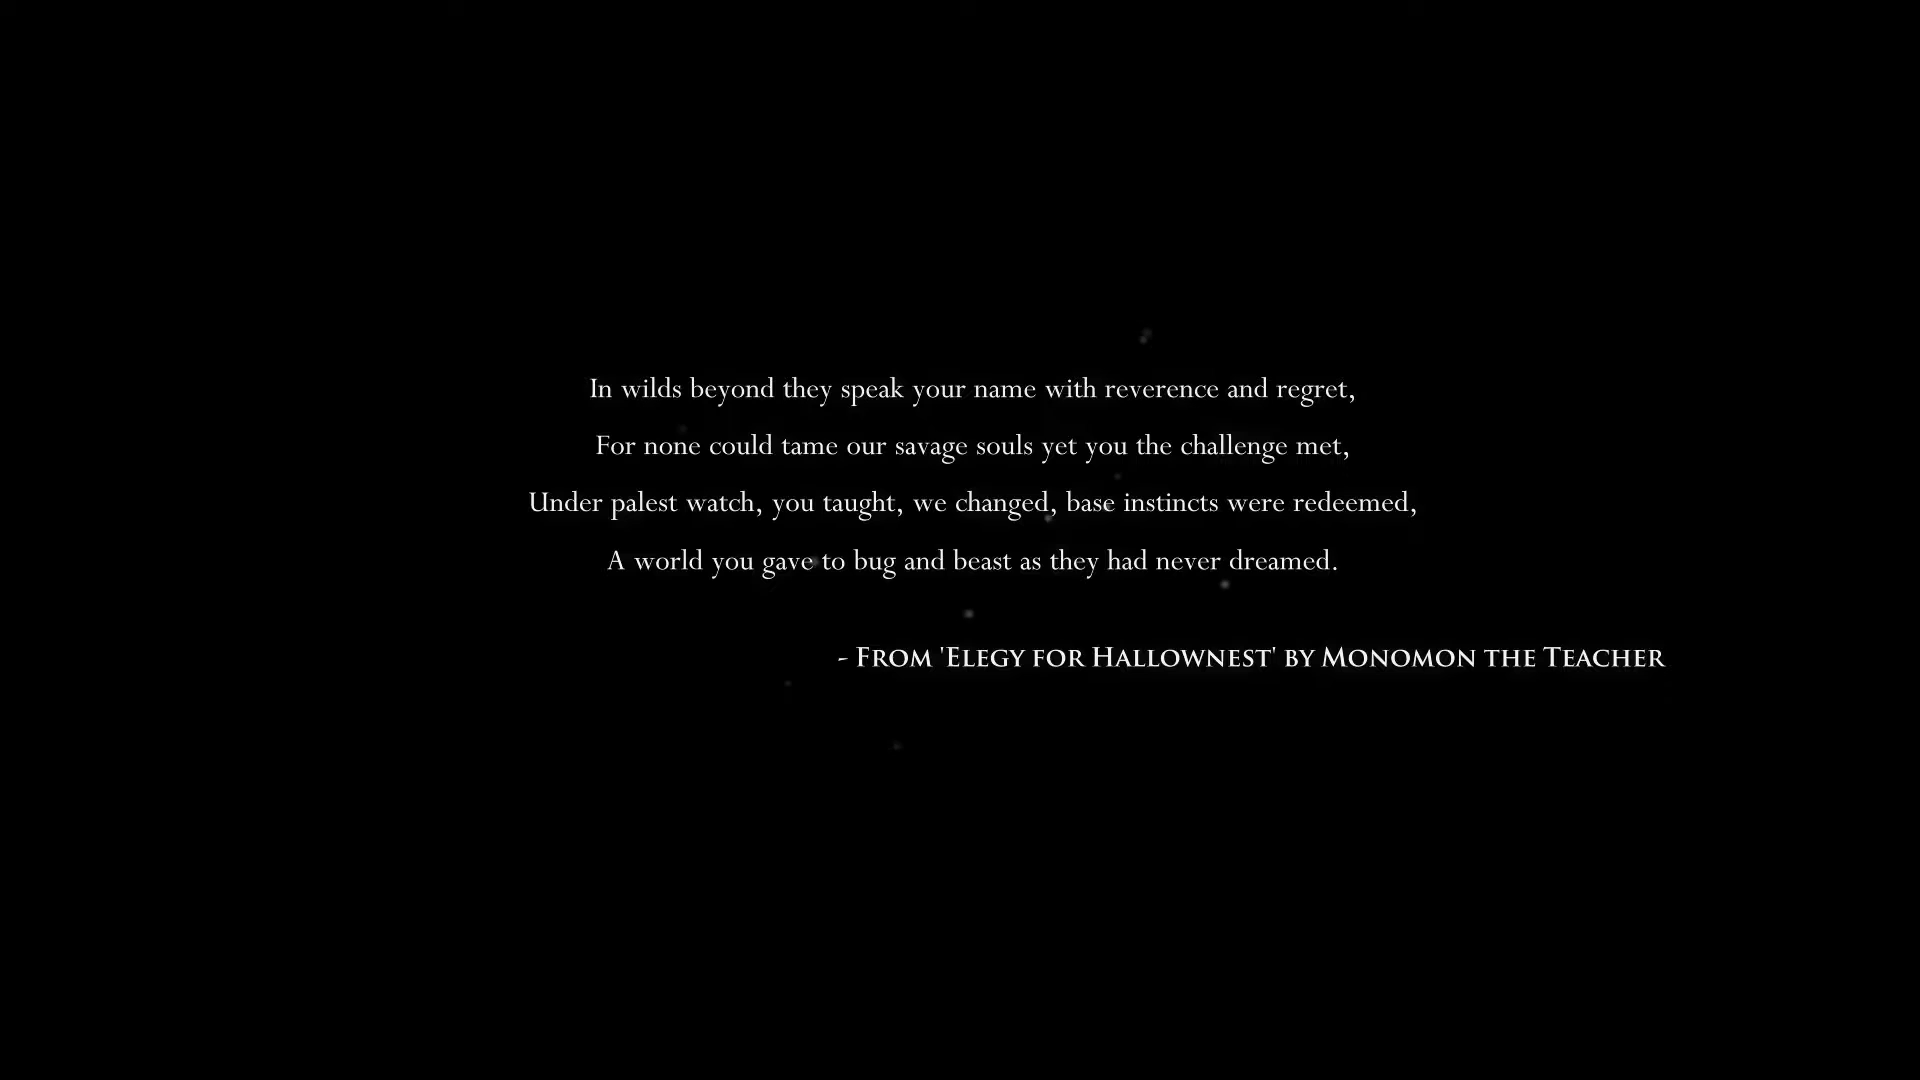 In wilds beyond they speak your name with reverence and regret,
For none could tame our savage souls yet you the challenge met,
Under palest watch, you taught, we changed, base instincts were redeemed,
A world you gave to bug and beast as they had never dreamed.
- From 'Elegy for Hallownest' by Monomon the Teacher